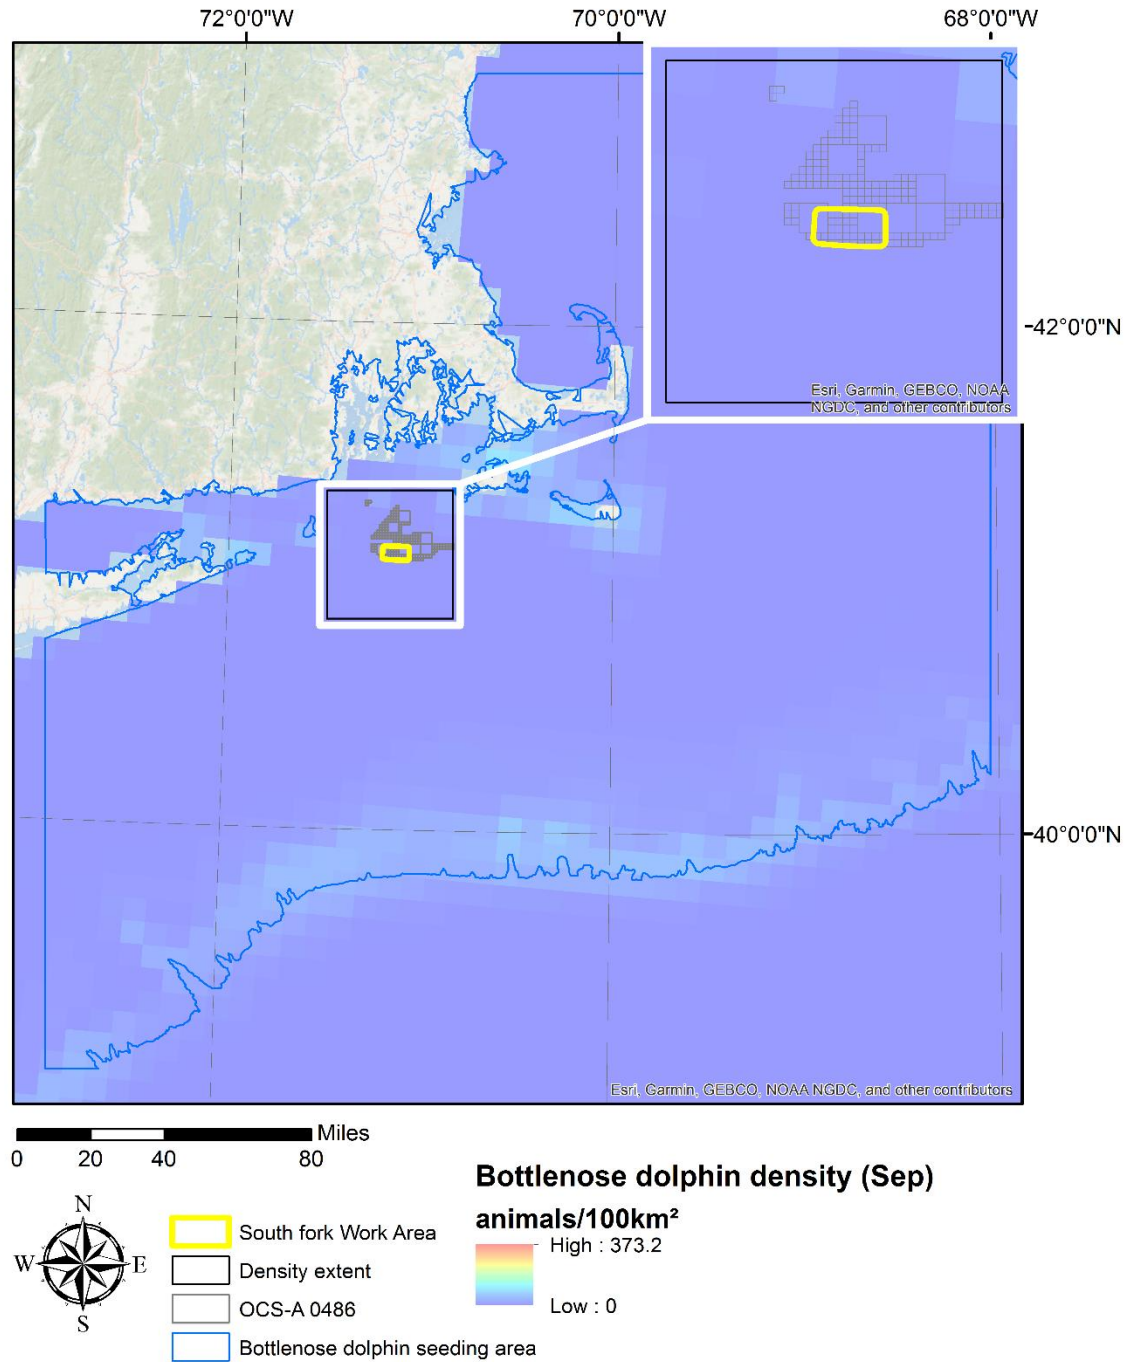 72°0'0"W 70°0'0"W 68°0'0"W
Esri, Garmin, GEBCO, NOAA
NGDC, and other contributors
42°0'0"N
40°0'0"N
Esri, Garmin, GEBCO, NOAA NGDC, and other contributors
Miles
0 20 40 80
N
W E
S
South fork Work Area
Density extent
OCS-A 0486
Bottlenose dolphin seeding area
Bottlenose dolphin density (Sep)
animals/100km²
High : 373.2
Low : 0